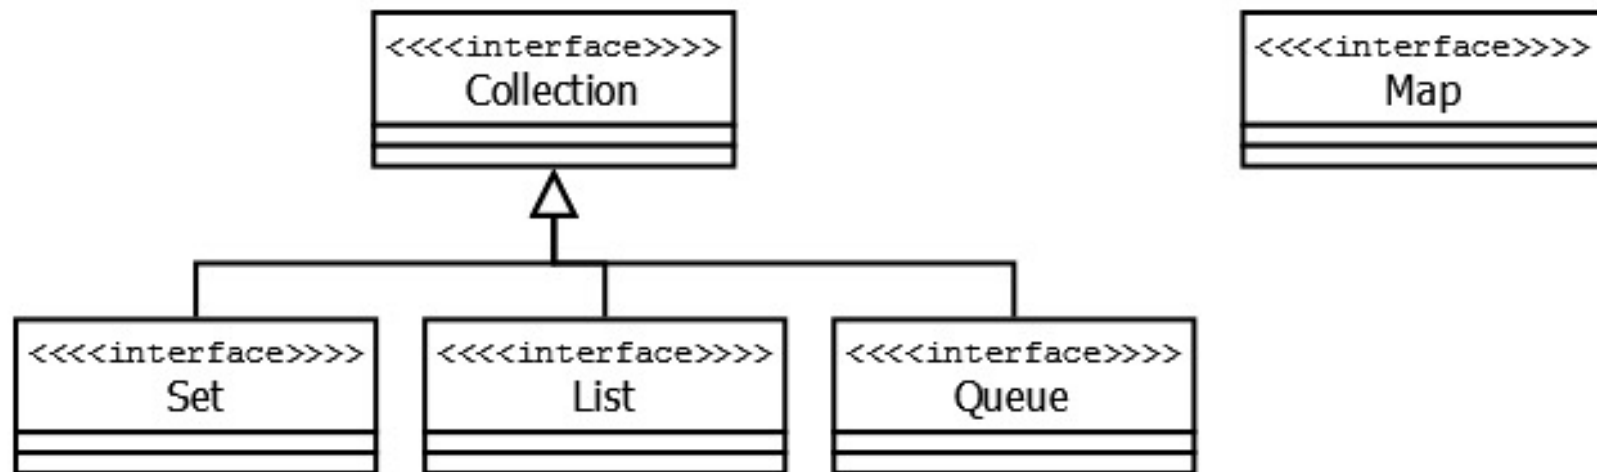 <<<<interface>>>>
Collection
<<<<interface>>>>
Map
<<<<interface>>>>
Set
<<<<interface>>>>
List
<<<<interface>>>>
Queue